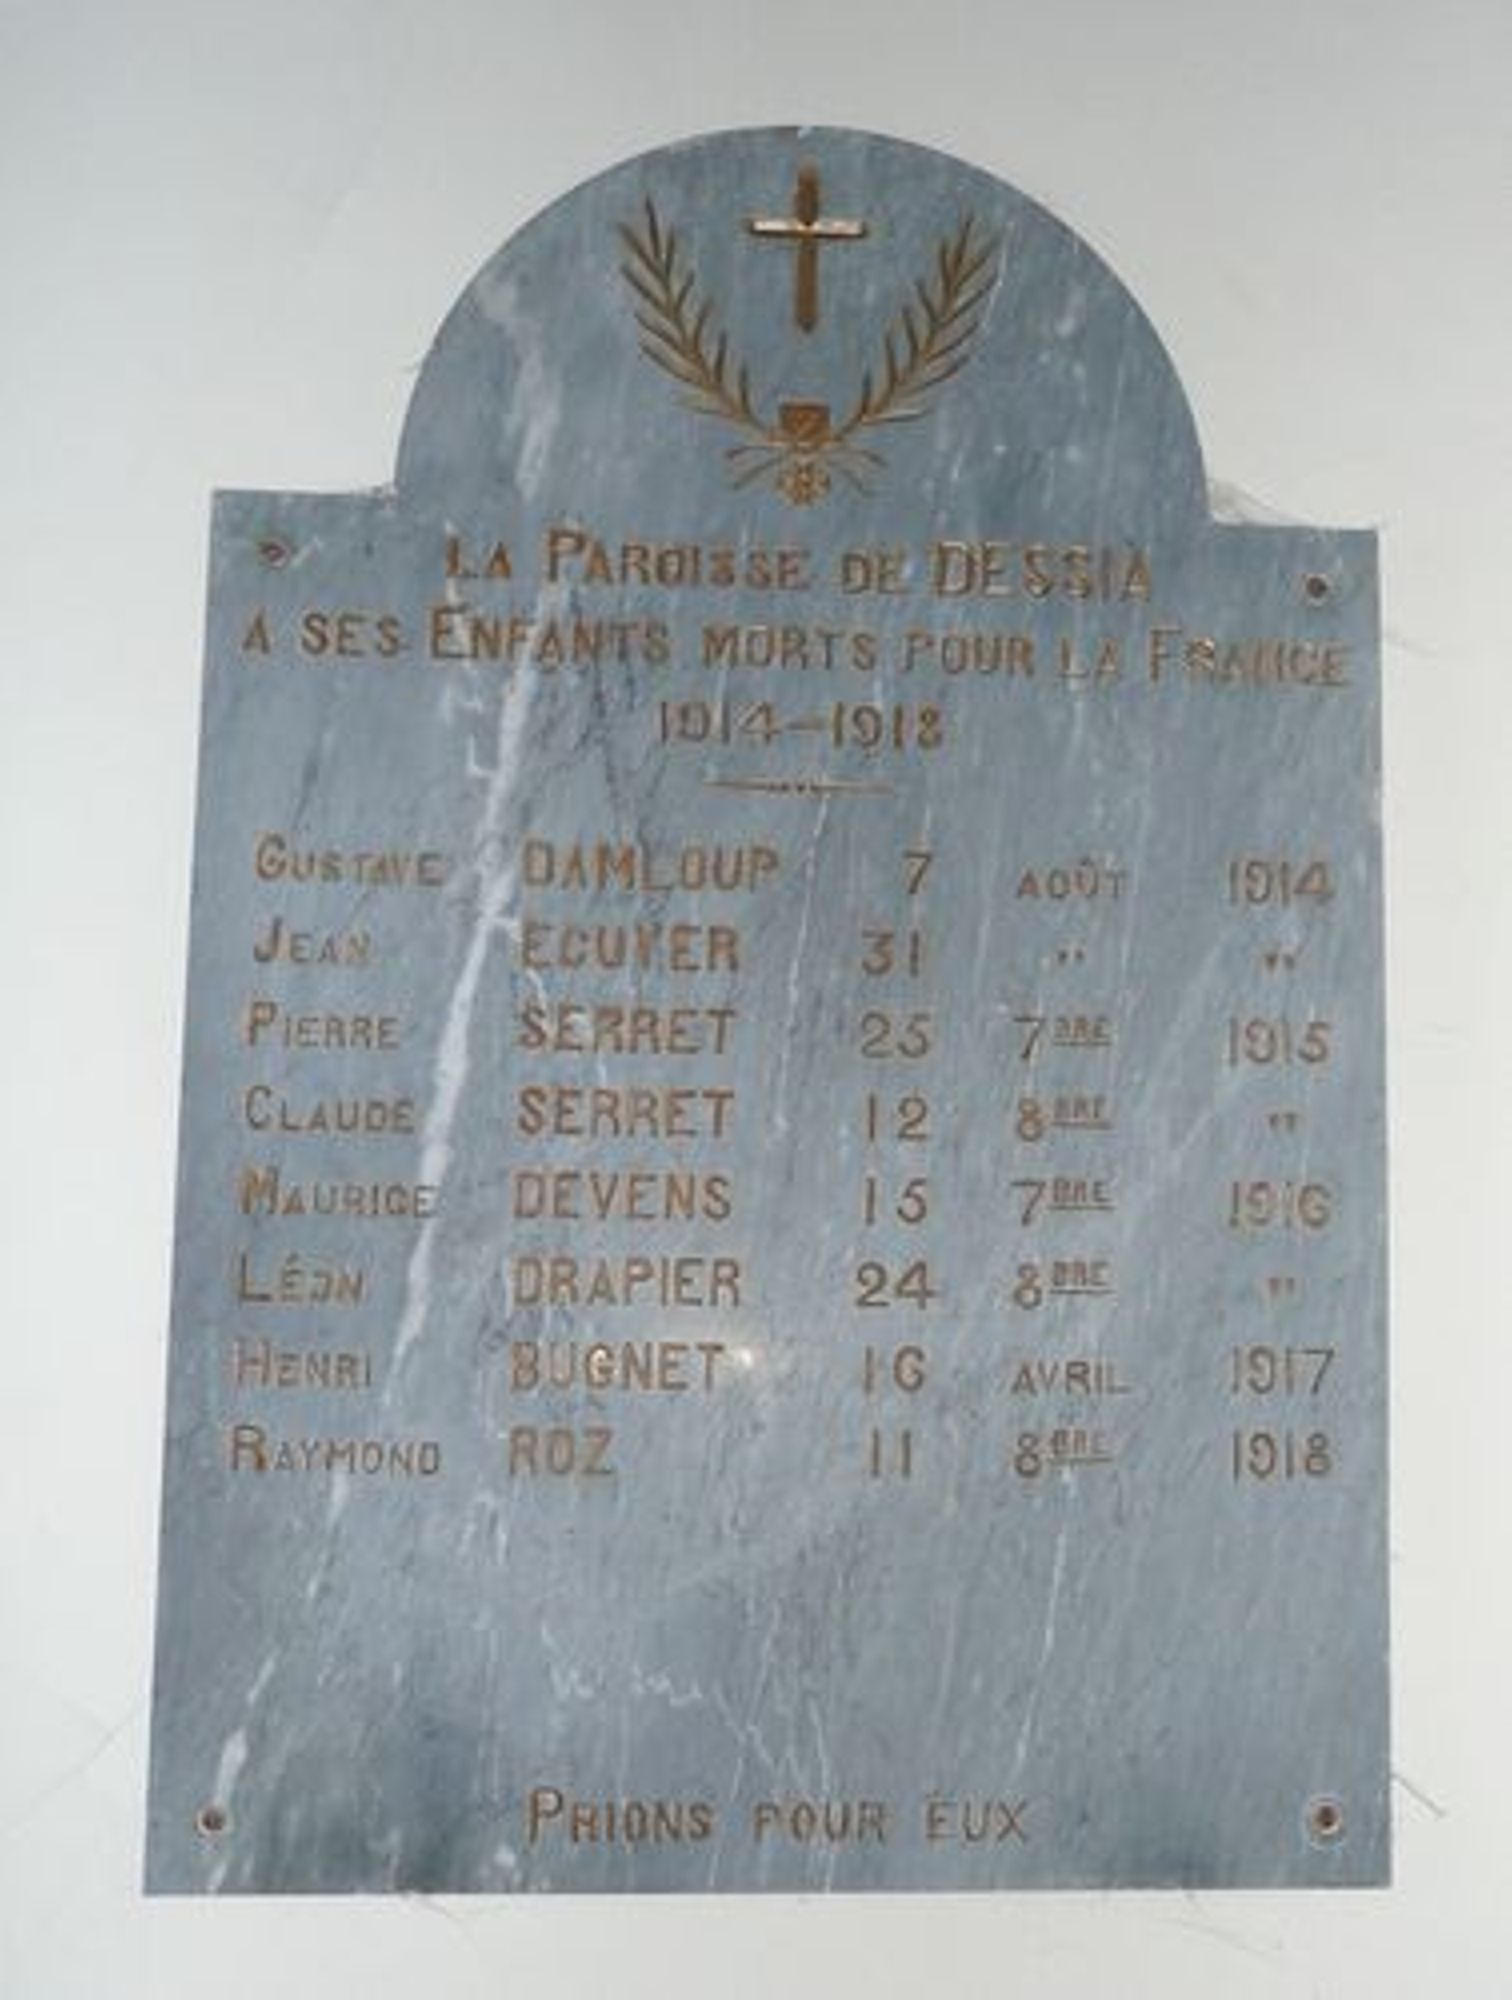 LA PAROISSE DE DESSIA
A SES ENFANTS MORTS POUR LA FRANCE
1914-1918
GUSTAVE DAMLOUP 7 AOÛT 1914
JEAN ECUYER 31 " "
PIERRE SERRET 25 7BRE 1915
CLAUDE SERRET 12 8BRE "
MAURICE DEVENS 15 7BRE 1916
LÉON DRAPIER 24 8BRE "
HENRI BUGNET 16 AVRIL 1917
RAYMOND ROZ 11 8BRE 1918
PRIONS POUR EUX